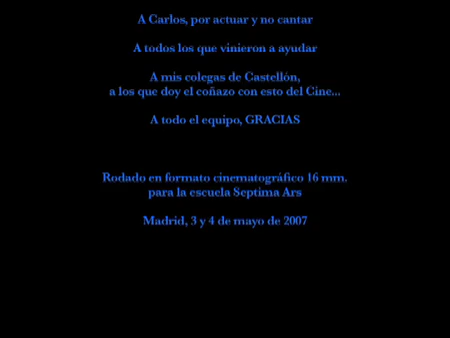 A Carlos, por actuar y no cantar
A todos los que vinieron a ayudar
A mis colegas de Castellón,
a los que doy el coñazo con esto del Cine...
A todo el equipo, GRACIAS
Rodado en formato cinematográfico 16 mm.
para la escuela Septima Ars
Madrid, 3 y 4 de mayo de 2007